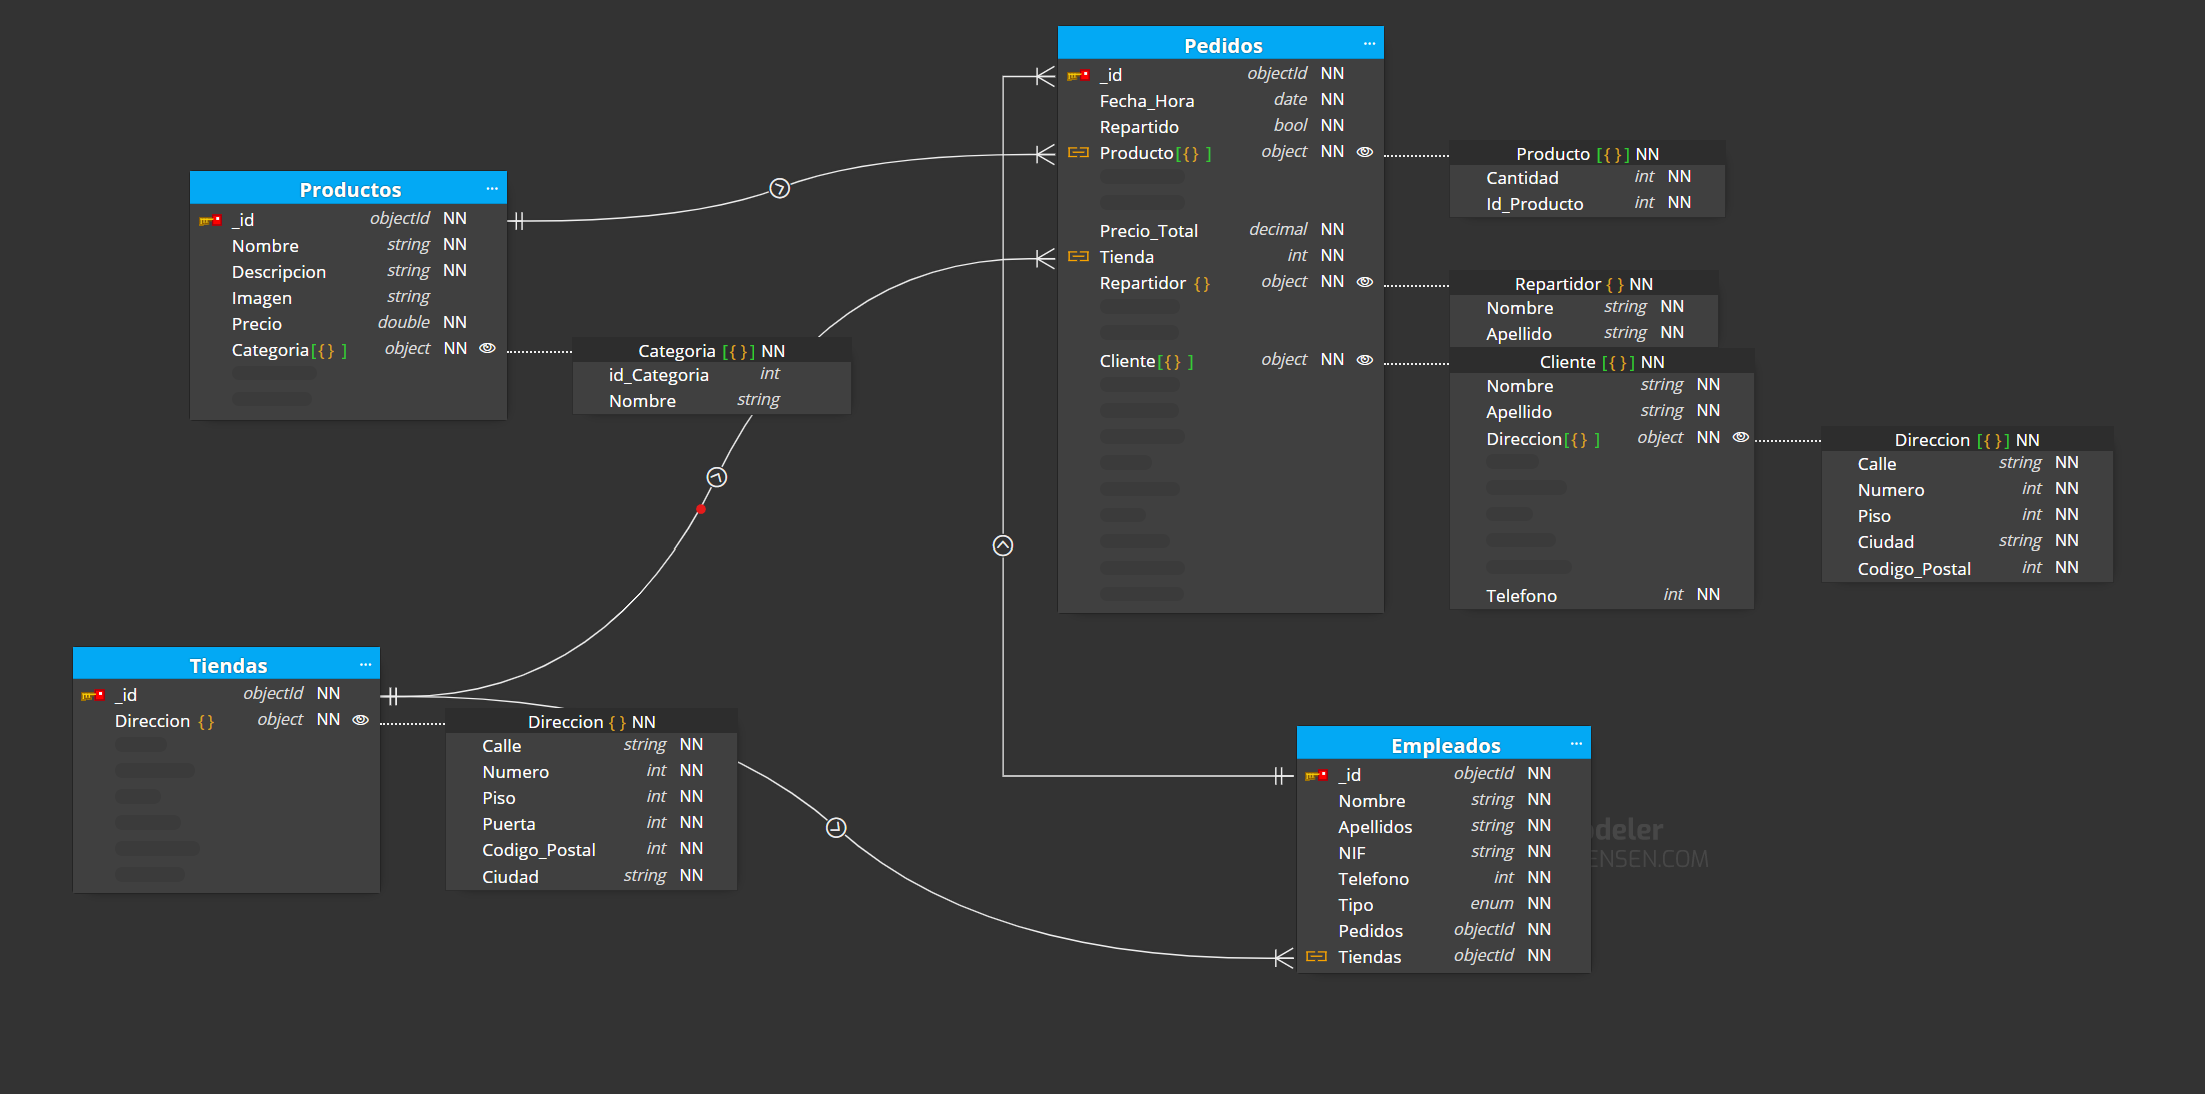 Pedidos ...
_id objectId NN
Fecha_Hora date NN
Repartido bool NN
Producto[{} ] object NN
Precio_Total decimal NN
Tienda int NN
Repartidor {} object NN
Cliente[{} ] object NN
Producto [{}] NN
Cantidad int NN
Id_Producto int NN
Repartidor {} NN
Nombre string NN
Apellido string NN
Cliente [{}] NN
Nombre string NN
Apellido string NN
Direccion[{} ] object NN
Telefono int NN
Direccion [{}] NN
Calle string NN
Numero int NN
Piso int NN
Ciudad string NN
Codigo_Postal int NN
Productos ...
_id objectId NN
Nombre string NN
Descripcion string NN
Imagen string
Precio double NN
Categoria[{} ] object NN
Categoria [{}] NN
id_Categoria int
Nombre string
Tiendas ...
_id objectId NN
Direccion {} object NN
Direccion {} NN
Calle string NN
Numero int NN
Piso int NN
Puerta int NN
Codigo_Postal int NN
Ciudad string NN
Empleados ...
_id objectId NN
Nombre string NN
Apellidos string NN
NIF string NN
Telefono int NN
Tipo enum NN
Pedidos objectId NN
Tiendas objectId NN